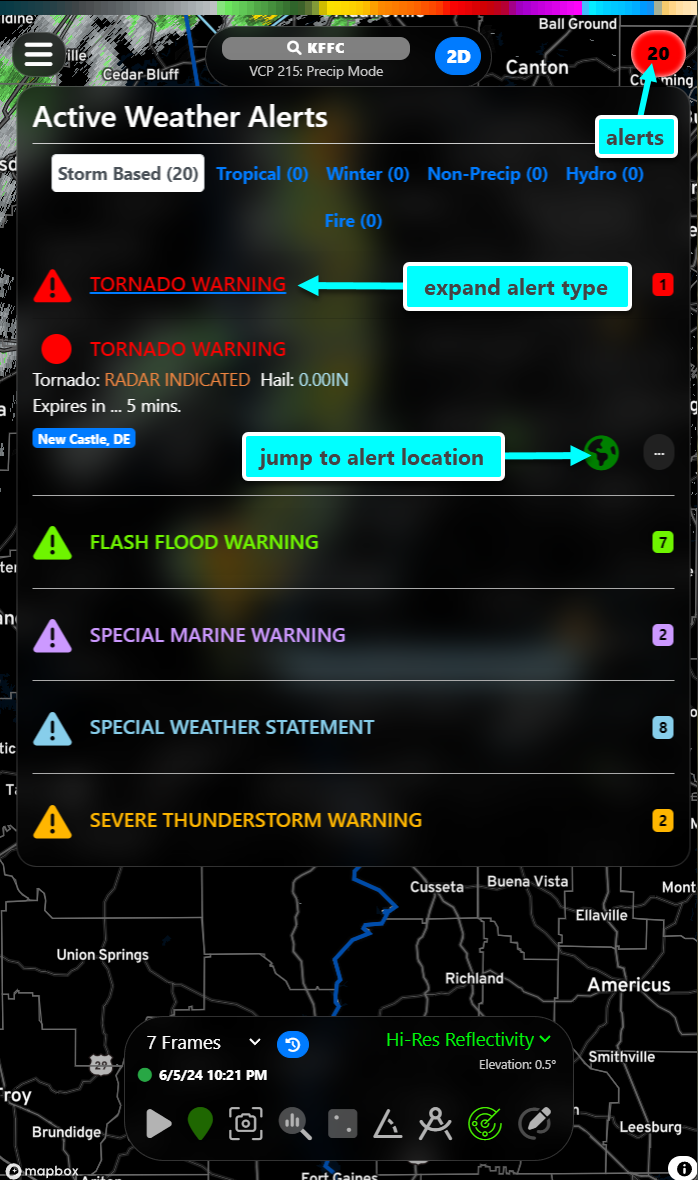 Ball Ground
KFFC
2D
20
VCP 215: Precip Mode
Cedar Bluff
Canton
Active Weather Alerts
alerts
Storm Based (20)
Tropical (0)
Winter (0)
Non-Precip (0)
Hydro (0)
Fire (0)
TORNADO WARNING
expand alert type
1
TORNADO WARNING
Tornado: RADAR INDICATED Hail: 0.00IN
Expires in ... 5 mins.
New Castle, DE
jump to alert location
...
FLASH FLOOD WARNING
7
SPECIAL MARINE WARNING
2
SPECIAL WEATHER STATEMENT
8
SEVERE THUNDERSTORM WARNING
2
Cusseta
Buena Vista
Mont
Ellaville
Union Springs
Richland
Americus
7 Frames
Hi-Res Reflectivity
Elevation: 0.5°
6/5/24 10:21 PM
Smithville
29
roy
Brundidge
Leesburg
mapbox
Fort Gaines